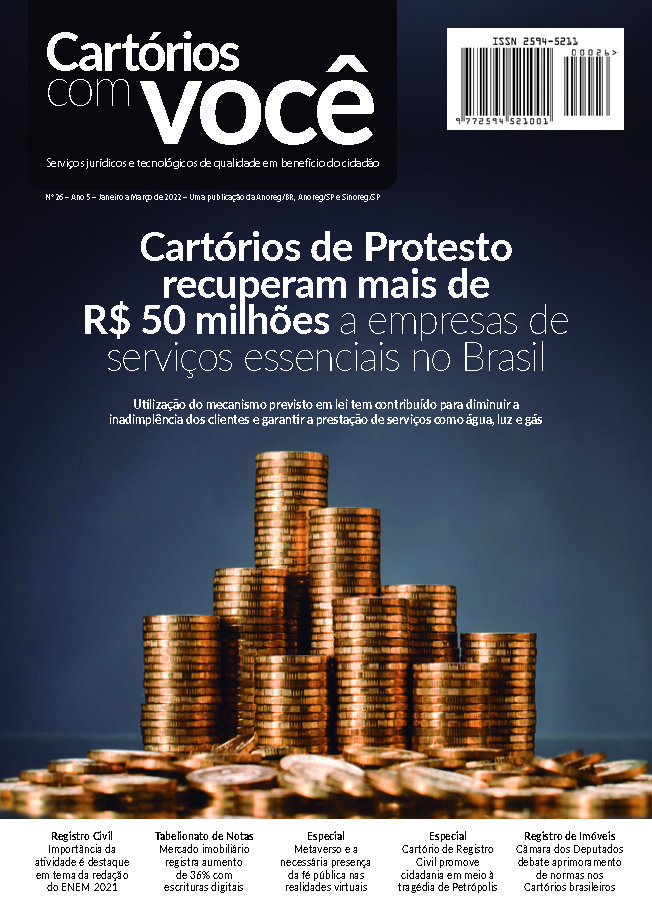 Cartórios
com você
Serviços jurídicos e tecnológicos de qualidade em benefício do cidadão
ISSN 2594-5211
00026>
9 772594 521001
Nº 26 – Ano 5 – Janeiro a Março de 2022 – Uma publicação da Anoreg/BR, Anoreg/SP e Sinoreg/SP
Cartórios de Protesto
recuperam mais de
R$ 50 milhões a empresas de
serviços essenciais no Brasil
Utilização do mecanismo previsto em lei tem contribuído para diminuir a
inadimplência dos clientes e garantir a prestação de serviços como água, luz e gás
Registro Civil
Importância da
atividade é destaque
em tema da redação
do ENEM 2021
Tabelionato de Notas
Mercado imobiliário
registra aumento
de 36% com
escrituras digitais
Especial
Metaverso e a
necessária presença
da fé pública nas
realidades virtuais
Especial
Cartório de Registro
Civil promove
cidadania em meio à
tragédia de Petrópolis
Registro de Imóveis
Câmara dos Deputados
debate aprimoramento
de normas nos
Cartórios brasileiros